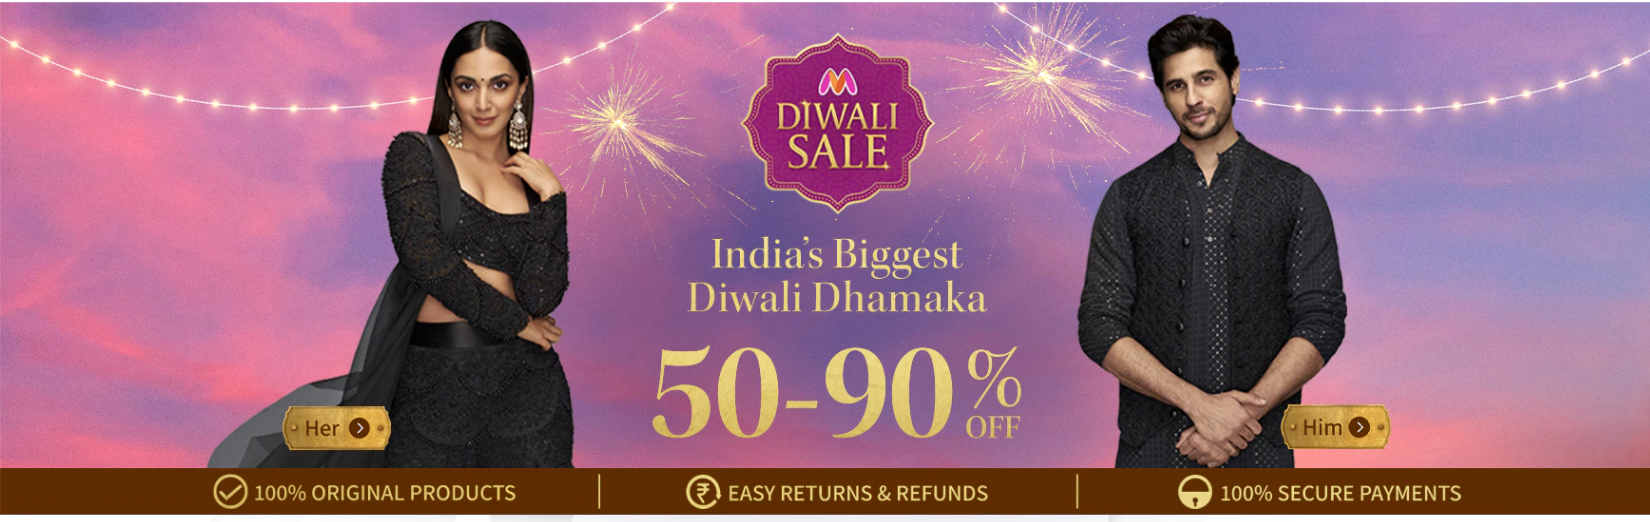 DIWALI
SALE
India's Biggest
Diwali Dhamaka
50-90% OFF
Her
Him
100% ORIGINAL PRODUCTS
EASY RETURNS & REFUNDS
100% SECURE PAYMENTS